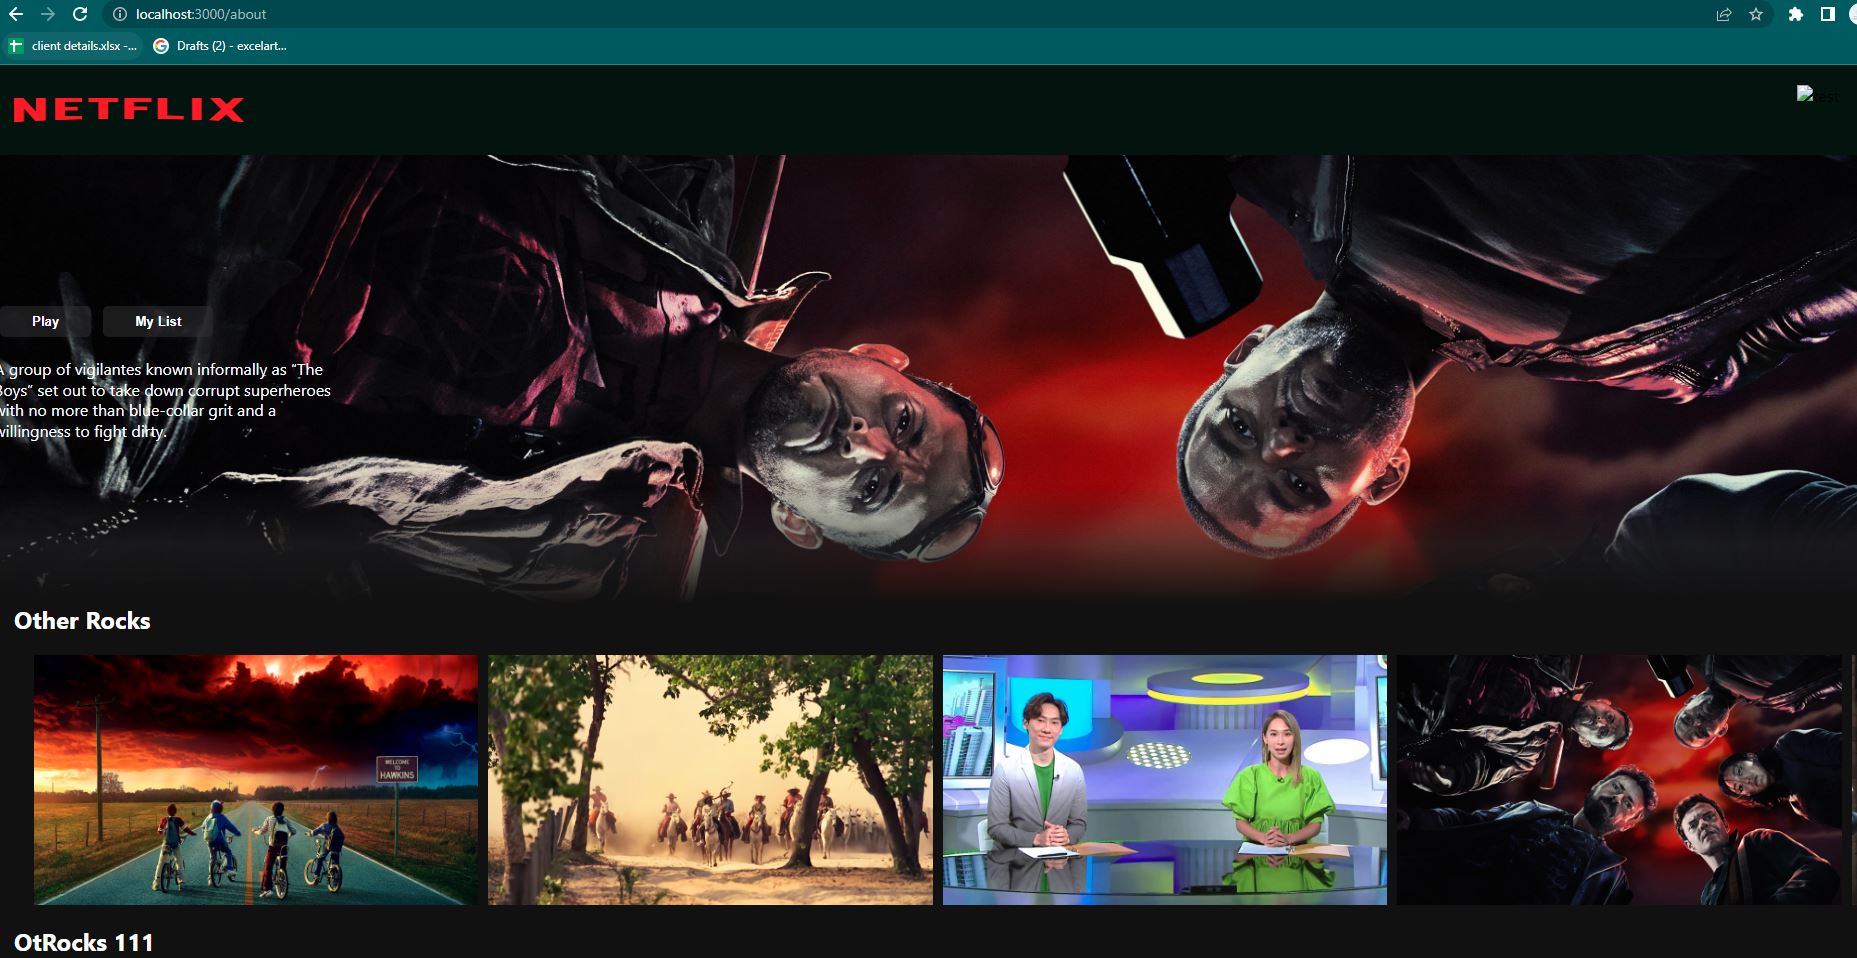 localhost:3000/about
client details.xlsx -...
Drafts (2) - excelart...
NETFLIX
test
Play
My List
A group of vigilantes known informally as “The
Boys” set out to take down corrupt superheroes
with no more than blue-collar grit and a
willingness to fight dirty.
Other Rocks
WELCOME
TO
HAWKINS
OtRocks 111